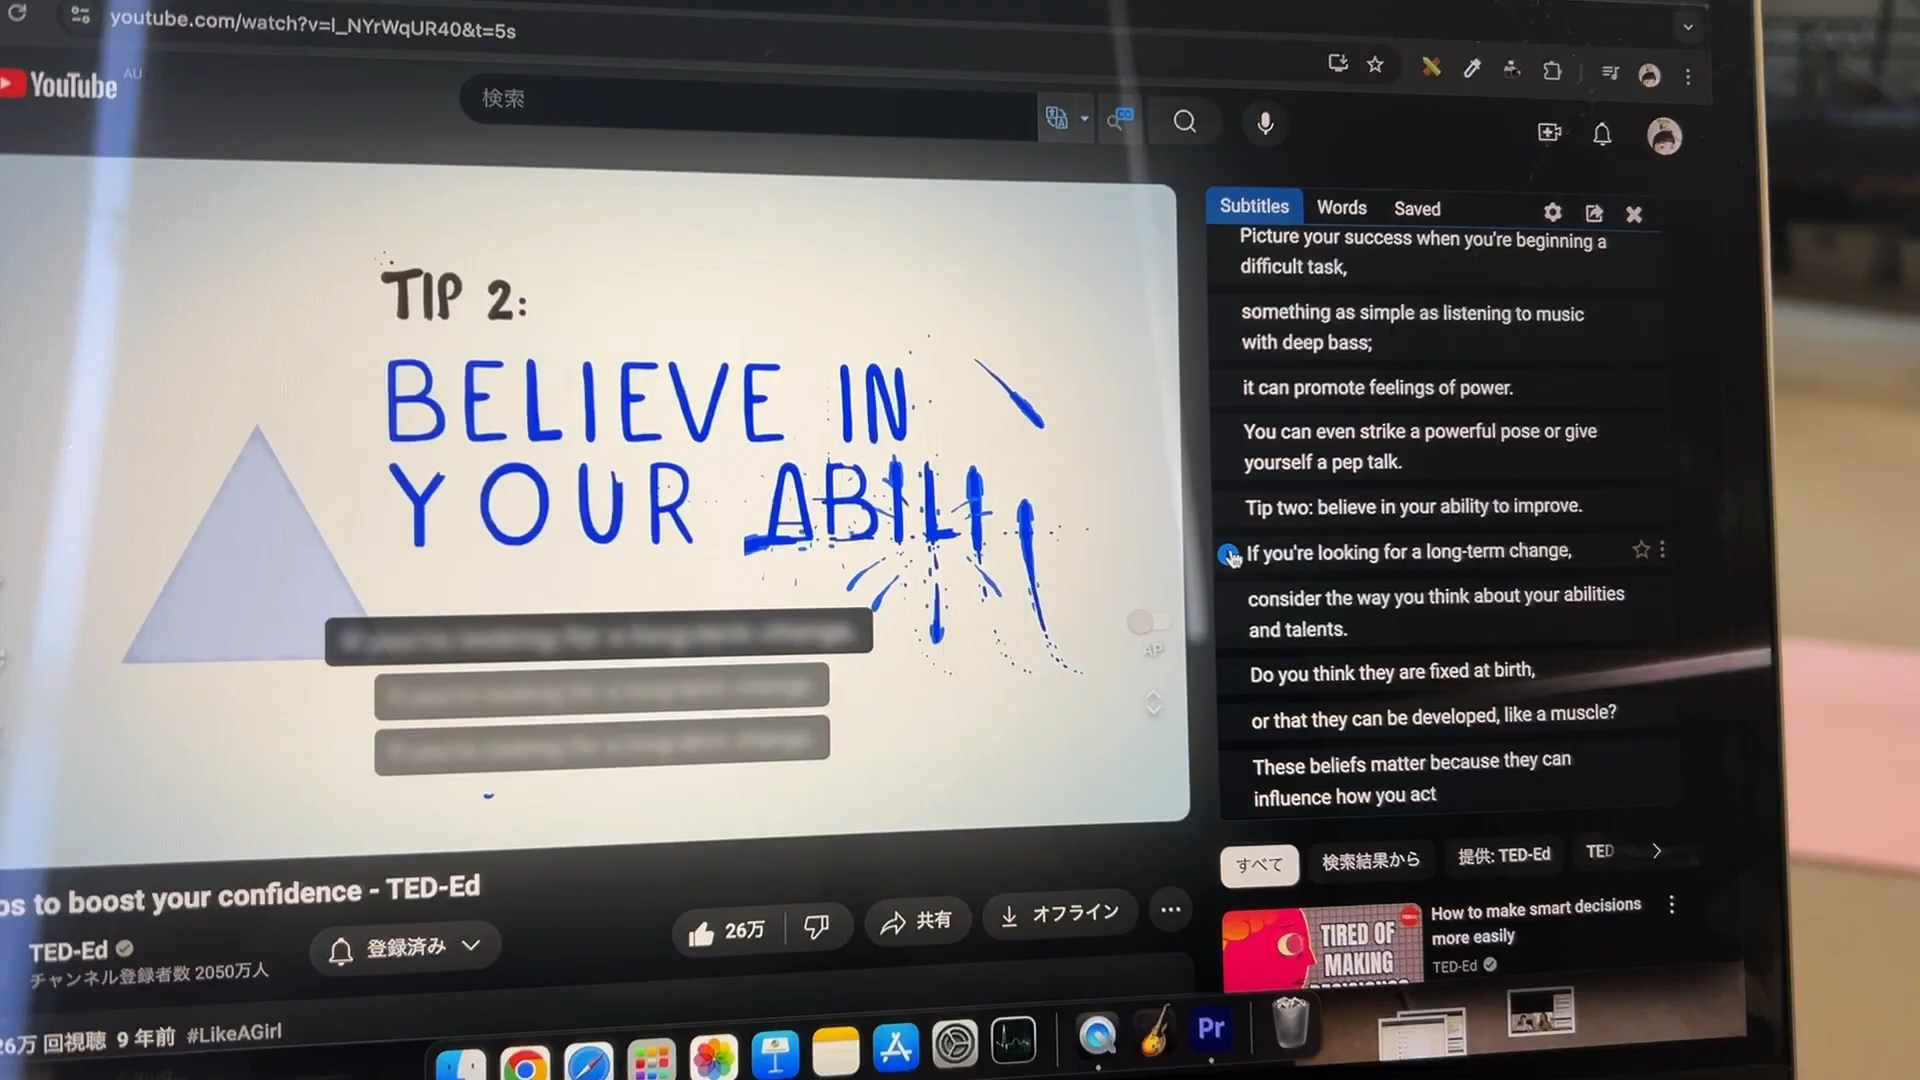 youtube.com/watch?v=l_NYrWqUR40&t=5s
YouTube AU
検索
CC
Subtitles Words Saved
TIP 2:
BELIEVE IN
YOUR ABILI
AP
Picture your success when you're beginning a
difficult task,
something as simple as listening to music
with deep bass;
it can promote feelings of power.
You can even strike a powerful pose or give
yourself a pep talk.
Tip two: believe in your ability to improve.
If you're looking for a long-term change,
consider the way you think about your abilities
and talents.
Do you think they are fixed at birth,
or that they can be developed, like a muscle?
These beliefs matter because they can
influence how you act
すべて 検索結果から 提供: TED-Ed TED
to boost your confidence - TED-Ed
TED-Ed
チャンネル登録者数 2050万人
登録済み
26万
共有
オフライン
TIRED OF
MAKING
How to make smart decisions
more easily
TED-Ed
26万 回視聴 9 年前 #LikeAGirl
Pr